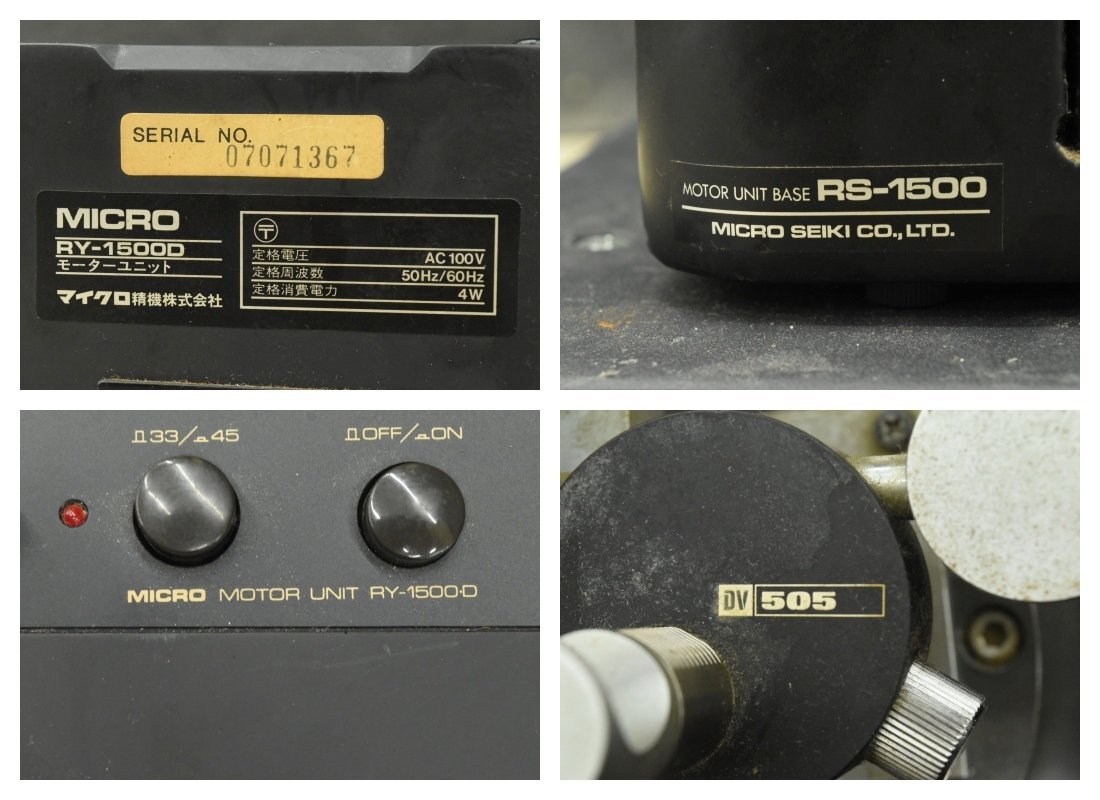 SERIAL NO.
07071367
MICRO
RY-1500D
モーターユニット
マイクロ精機株式会社
〒
定格電圧 AC100V
定格周波数 50Hz/60Hz
定格消費電力 4W
MOTOR UNIT BASE RS-1500
MICRO SEIKI CO., LTD.
33/45
OFF/ON
MICRO MOTOR UNIT RY-1500·D
DV 505